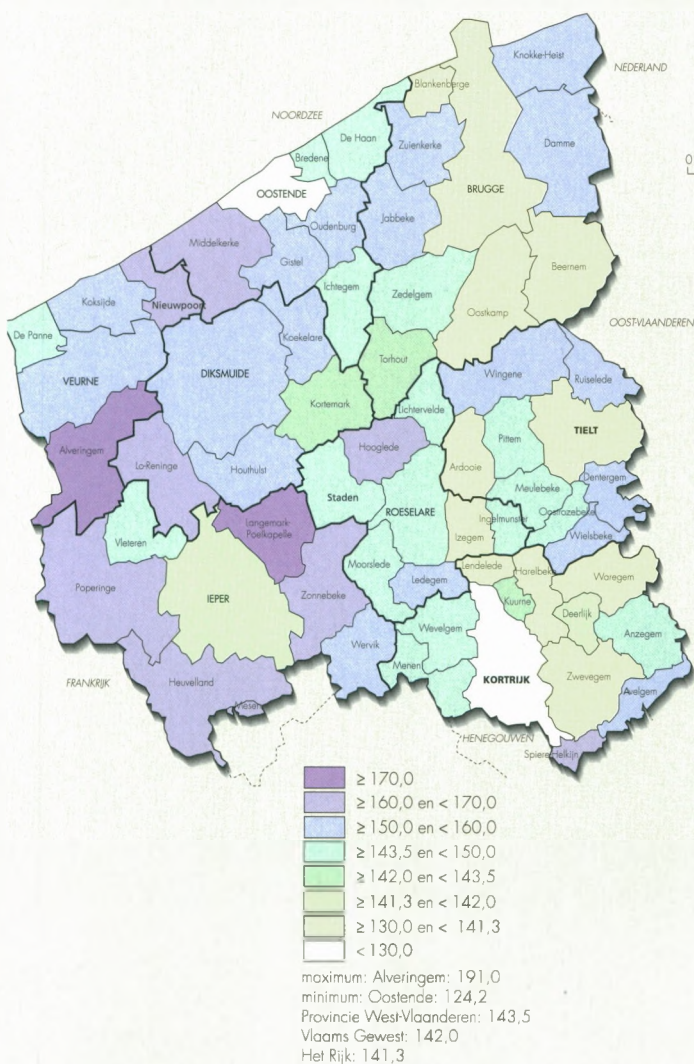 Knokke-Heist
NEDERLAND
Blankenberge
NOORDZEE
De Haan
Zuienkerke
Damme
Bredene
0
OOSTENDE
BRUGGE
Oudenburg
Jabbeke
Middelkerke
Gistel
Beernem
Ichtegem
Zedelgem
Koksijde
Nieuwpoort
Oostkamp
OOST-VLAANDEREN
De Panne
Koekelare
Torhout
VEURNE
DIKSMUIDE
Wingene
Ruiselede
Kortemark
Lichtervelde
TIELT
Alveringem
Hooglede
Pittem
Lo-Reninge
Ardooie
Houthulst
Dentergem
Staden
Meulebeke
ROESELARE
Oostrozebeke
Langemark-
Poelkapelle
Ingelmunster
Wielsbeke
Vleteren
Izegem
Moorslede
Lendelede
Harelbeke
Waregem
Poperinge
IEPER
Zonnebeke
Ledegem
Kuurne
Deerlijk
Wevelgem
Anzegem
Wervik
Menen
Zwevegem
FRANKRIJK
Heuvelland
KORTRIJK
Avelgem
Mesen
HENEGOUWEN
Spiere-Helkijn
≥ 170,0
≥ 160,0 en < 170,0
≥ 150,0 en < 160,0
≥ 143,5 en < 150,0
≥ 142,0 en < 143,5
≥ 141,3 en < 142,0
≥ 130,0 en < 141,3
< 130,0
maximum: Alveringem: 191,0
minimum: Oostende: 124,2
Provincie West-Vlaanderen: 143,5
Vlaams Gewest: 142,0
Het Rijk: 141,3